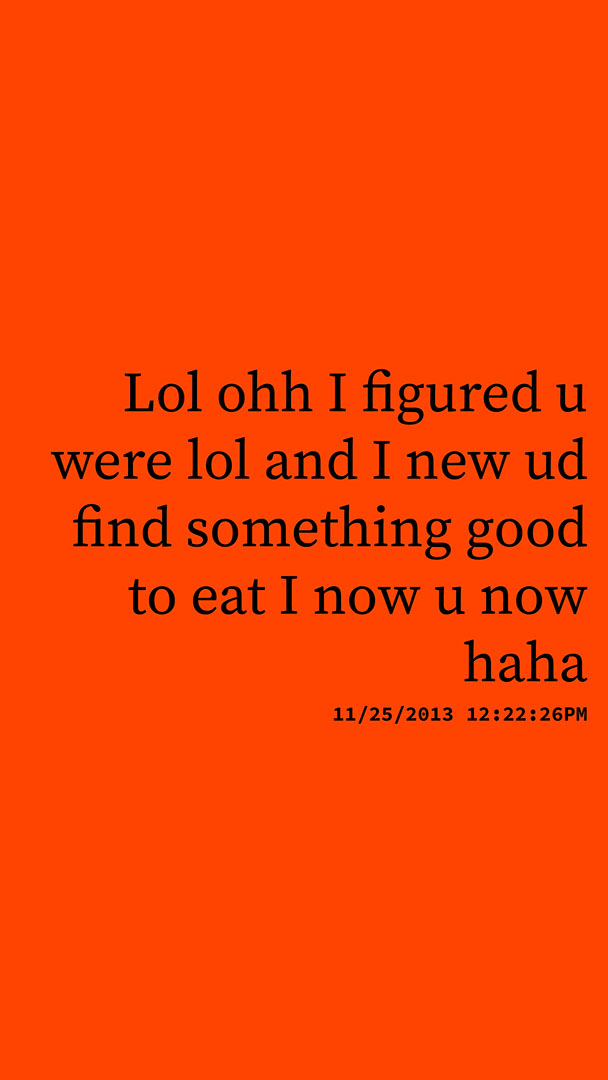 Lol ohh I figured u
were lol and I new ud
find something good
to eat I now u now
haha
11/25/2013 12:22:26PM